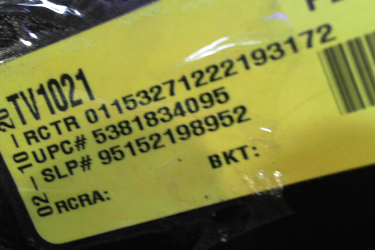 TV1021
RCTR 01153271222193172
UPC# 5381834095
SLP# 95152198952
RCRA: BKT:
02-10-20